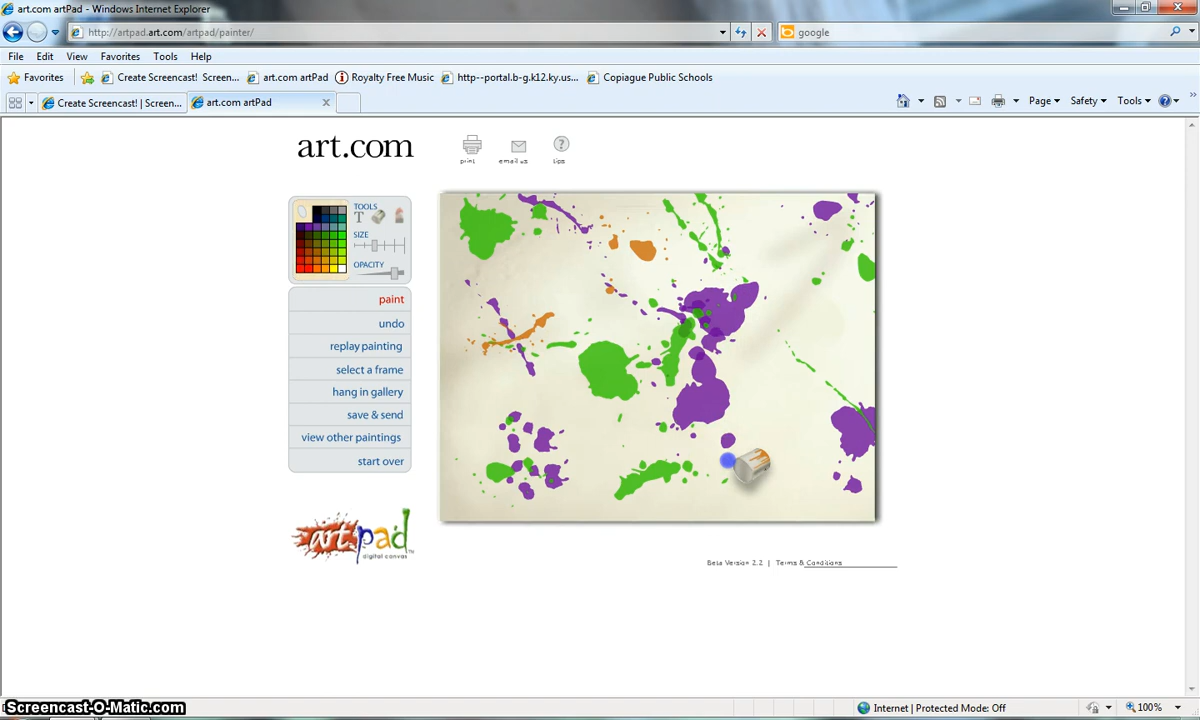 art.com artPad - Windows Internet Explorer
http://artpad.art.com/artpad/painter/
google
File Edit View Favorites Tools Help
Favorites Create Screencast! Screen... art.com artPad Royalty Free Music http--portal.b-g.k12.ky.us... Copiague Public Schools
Create Screencast! | Screen... art.com artPad Page Safety Tools
art.com
print email us tips
TOOLS
T
SIZE
OPACITY
paint
undo
replay painting
select a frame
hang in gallery
save & send
view other paintings
start over
artpad
digital canvas
Beta Version 2.2 | Terms & Conditions
Screencast-O-Matic.com
Internet | Protected Mode: Off
100%